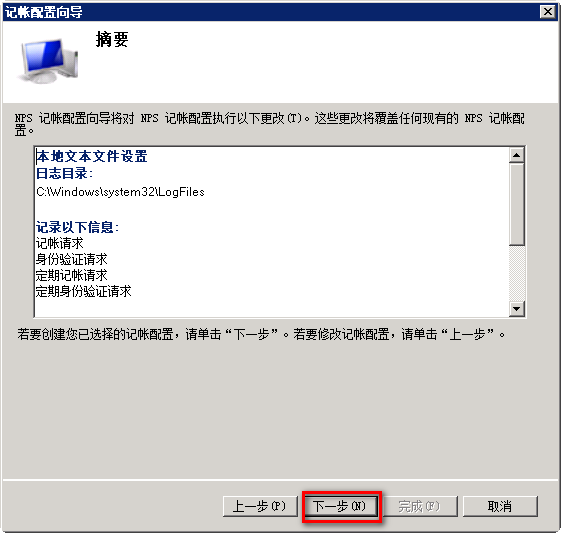 记帐配置向导
摘要
NPS 记帐配置向导将对 NPS 记帐配置执行以下更改(T)。这些更改将覆盖任何现有的 NPS 记帐配
置。
本地文本文件设置
日志目录:
C:\Windows\system32\LogFiles
记录以下信息:
记帐请求
身份验证请求
定期记帐请求
定期身份验证请求
若要创建您已选择的记帐配置，请单击“下一步”。若要修改记帐配置，请单击“上一步”。
上一步(P) 下一步(N) 完成(F) 取消